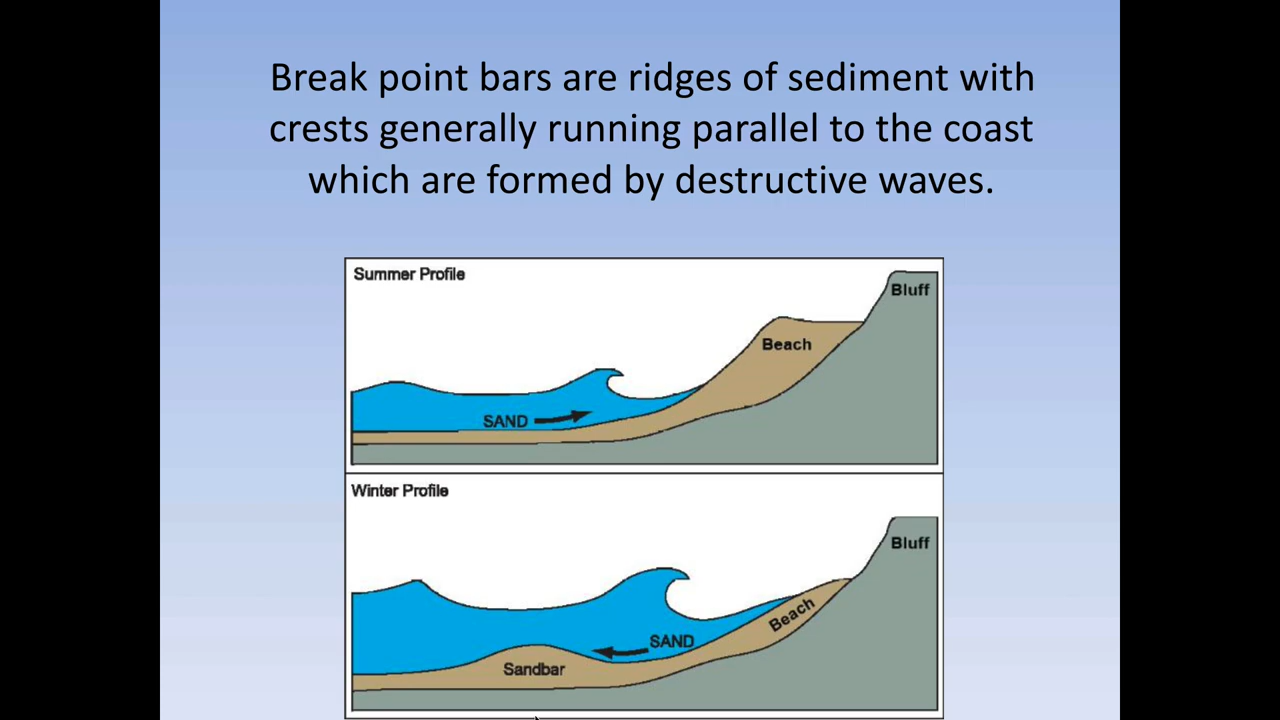 Break point bars are ridges of sediment with
crests generally running parallel to the coast
which are formed by destructive waves.
Summer Profile
Bluff
Beach
SAND
Winter Profile
Bluff
Beach
SAND
Sandbar